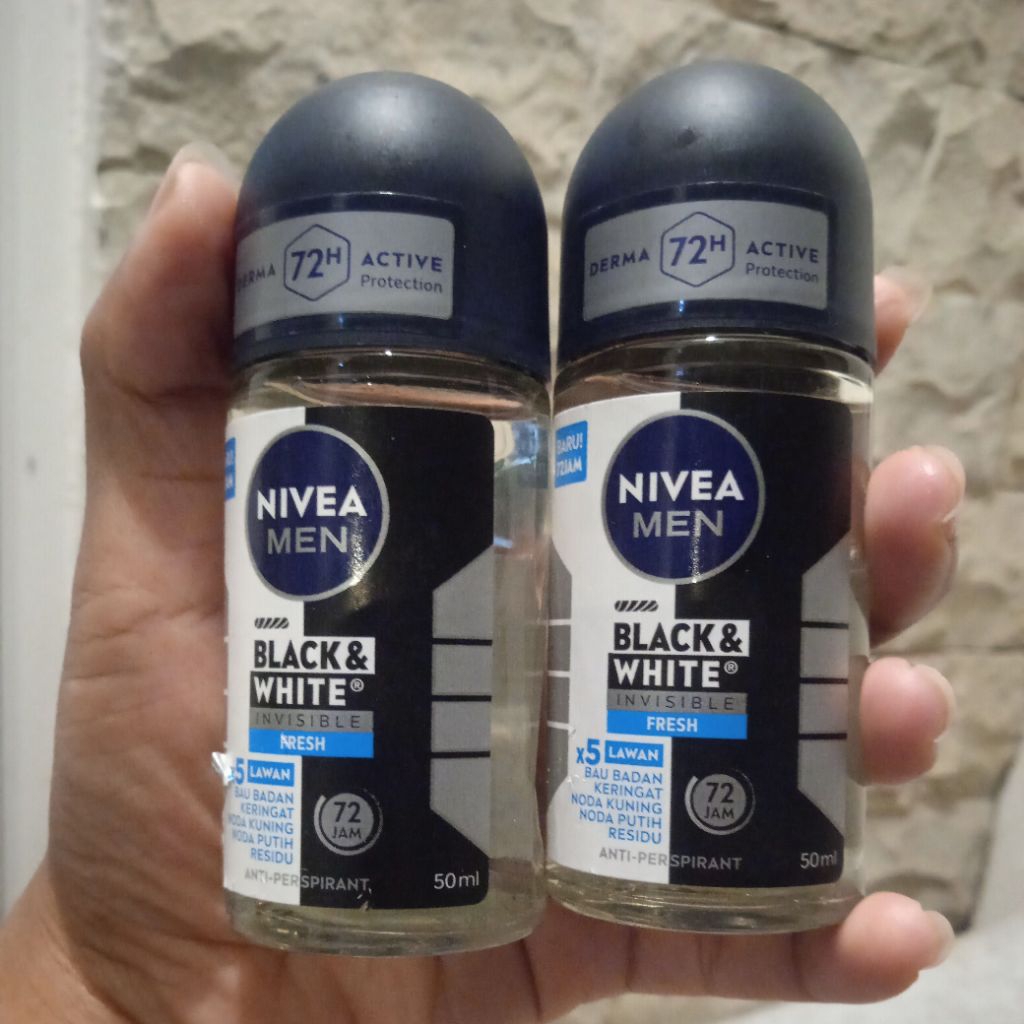 DERMA 72H ACTIVE
Protection
NIVEA
MEN
BLACK&
WHITE®
INVISIBLE
FRESH
x5 LAWAN
BAU BADAN
KERINGAT
NODA KUNING
NODA PUTIH
RESIDU
72
JAM
ANTI-PERSPIRANT
50ml
DERMA 72H ACTIVE
Protection
BARU!
72JAM
NIVEA
MEN
BLACK&
WHITE®
INVISIBLE
FRESH
x5 LAWAN
BAU BADAN
KERINGAT
NODA KUNING
NODA PUTIH
RESIDU
72
JAM
ANTI-PERSPIRANT
50ml